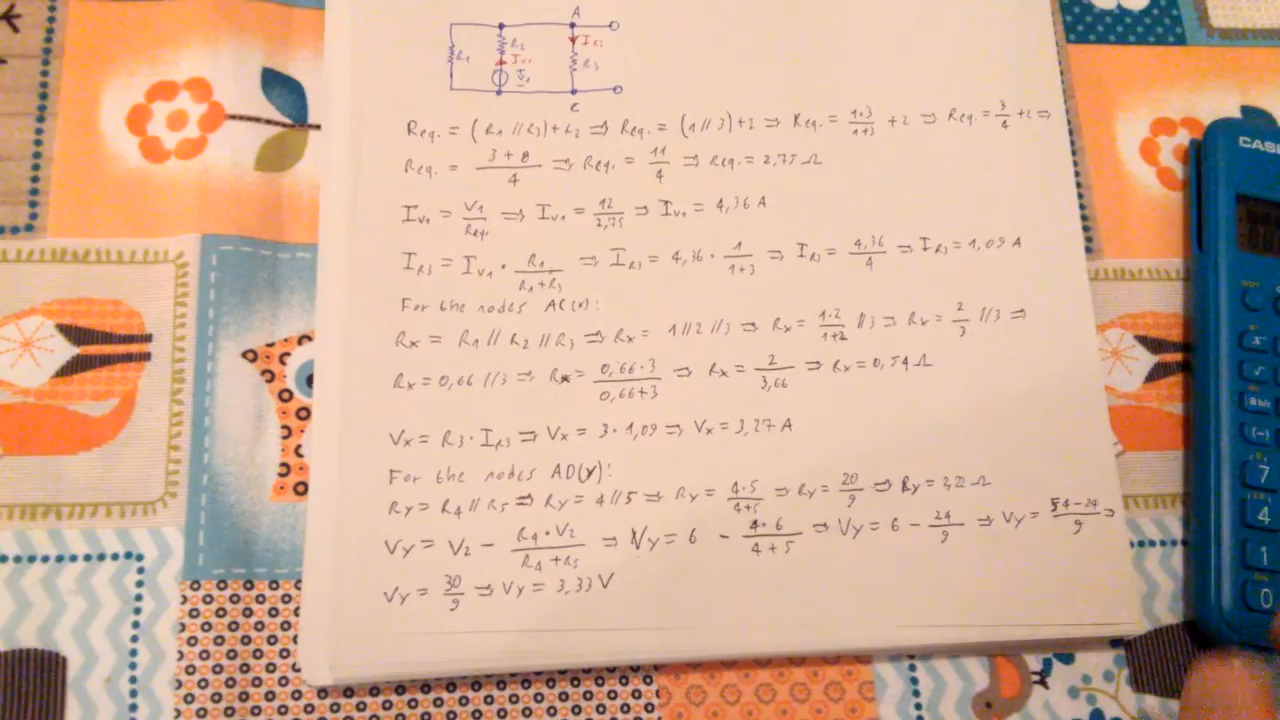 A
R1
R2
IR3
Iv1
R3
V1
C
Req. = (R1 // R3) + R2 ⇒ Req. = (1 // 3) + 2 ⇒ Req. = 1·3/1+3 + 2 ⇒ Req. = 3/4 + 2 ⇒
Req. = 3+8/4 ⇒ Req. = 11/4 ⇒ Req. = 2,75 Ω
Iv1 = V1/Req. ⇒ Iv1 = 12/2,75 ⇒ Iv1 = 4,36 A
IR3 = Iv1 · R1/R1+R3 ⇒ IR3 = 4,36 · 1/1+3 ⇒ IR3 = 4,36/4 ⇒ IR3 = 1,09 A
For the nodes AC(x):
Rx = R1 // R2 // R3 ⇒ Rx = 1 // 2 // 3 ⇒ Rx = 1·2/1+2 // 3 ⇒ Rx = 2/3 // 3 ⇒
Rx = 0,66 // 3 ⇒ Rx = 0,66·3/0,66+3 ⇒ Rx = 2/3,66 ⇒ Rx = 0,54 Ω
Vx = R3 · IR3 ⇒ Vx = 3 · 1,09 ⇒ Vx = 3,27 A
For the nodes AD(y):
Ry = R4 // R5 ⇒ Ry = 4 // 5 ⇒ Ry = 4·5/4+5 ⇒ Ry = 20/9 ⇒ Ry = 2,22 Ω
Vy = V2 - R4·V2/R4+R5 ⇒ Vy = 6 - 4·6/4+5 ⇒ Vy = 6 - 24/9 ⇒ Vy = 54-24/9 ⇒
Vy = 30/9 ⇒ Vy = 3,33 V
CAS
7
4
1
0